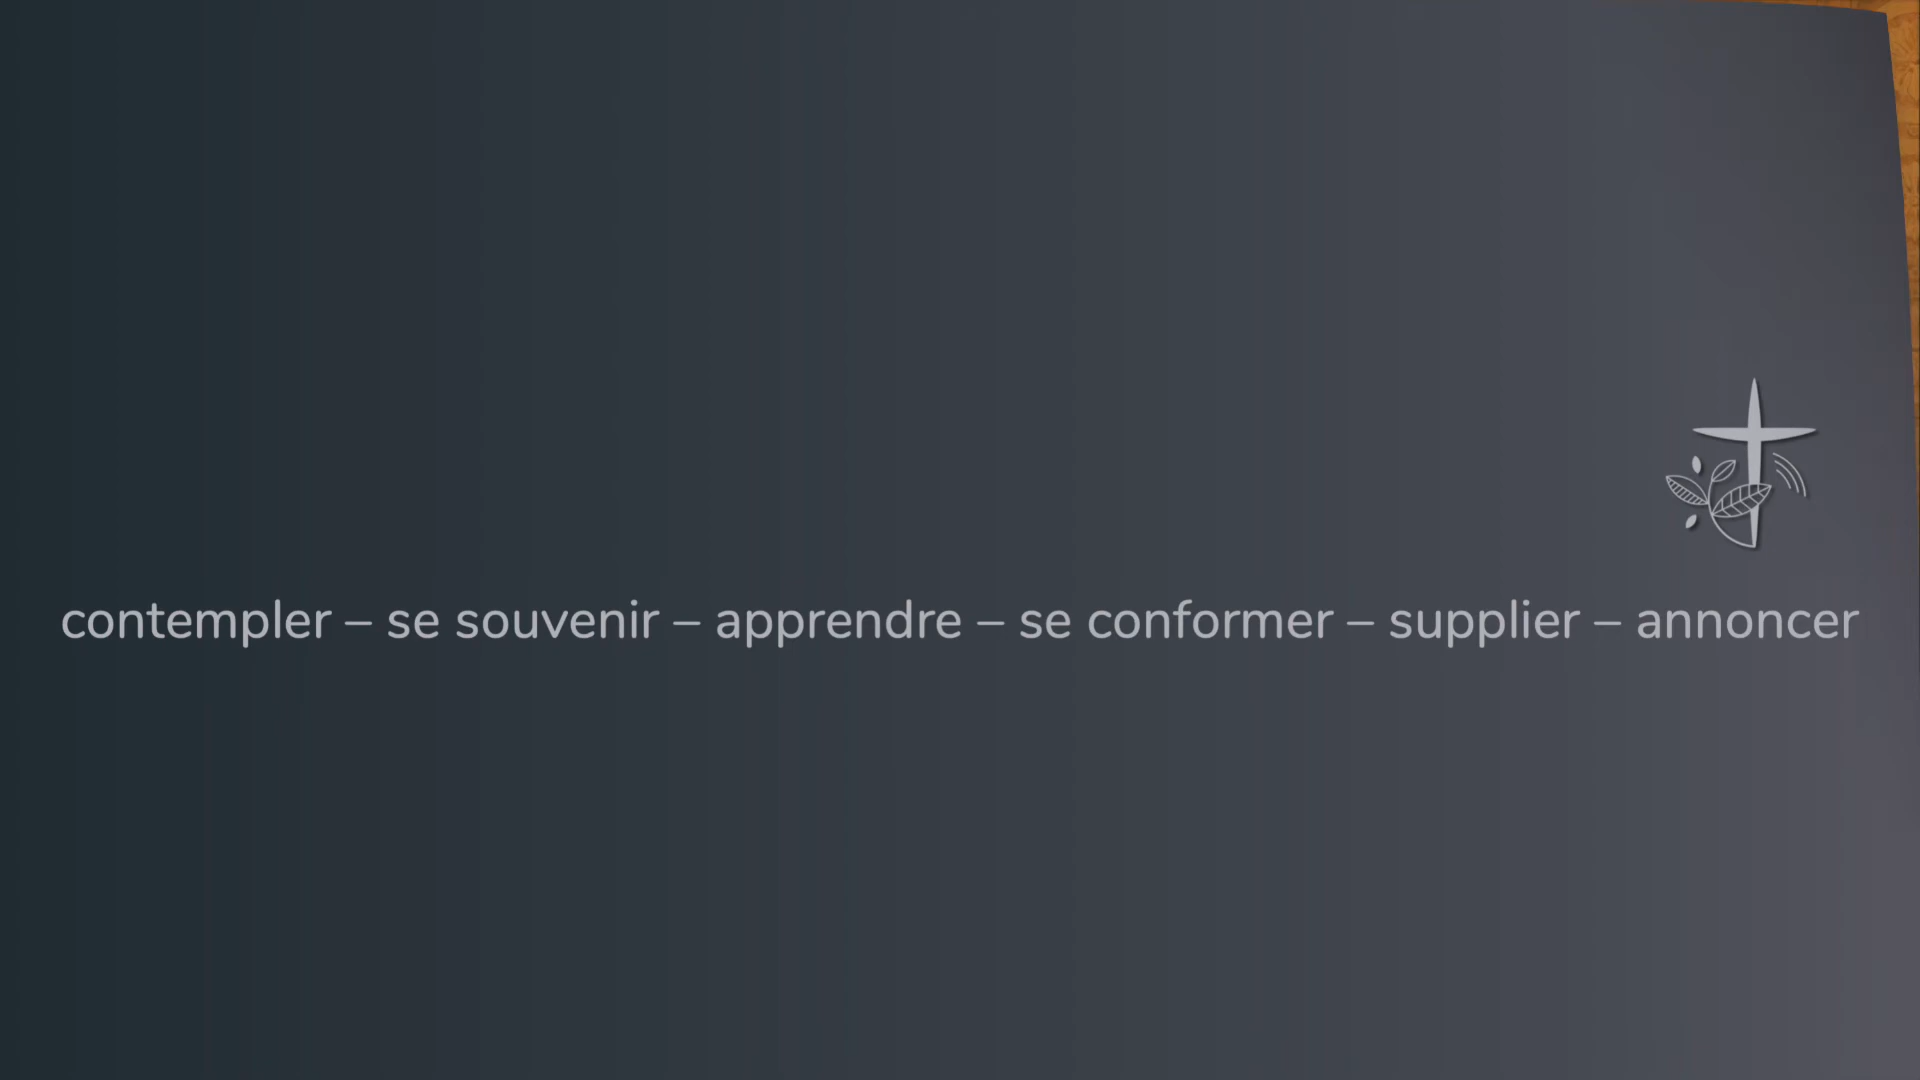 contempler – se souvenir – apprendre – se conformer – supplier – annoncer